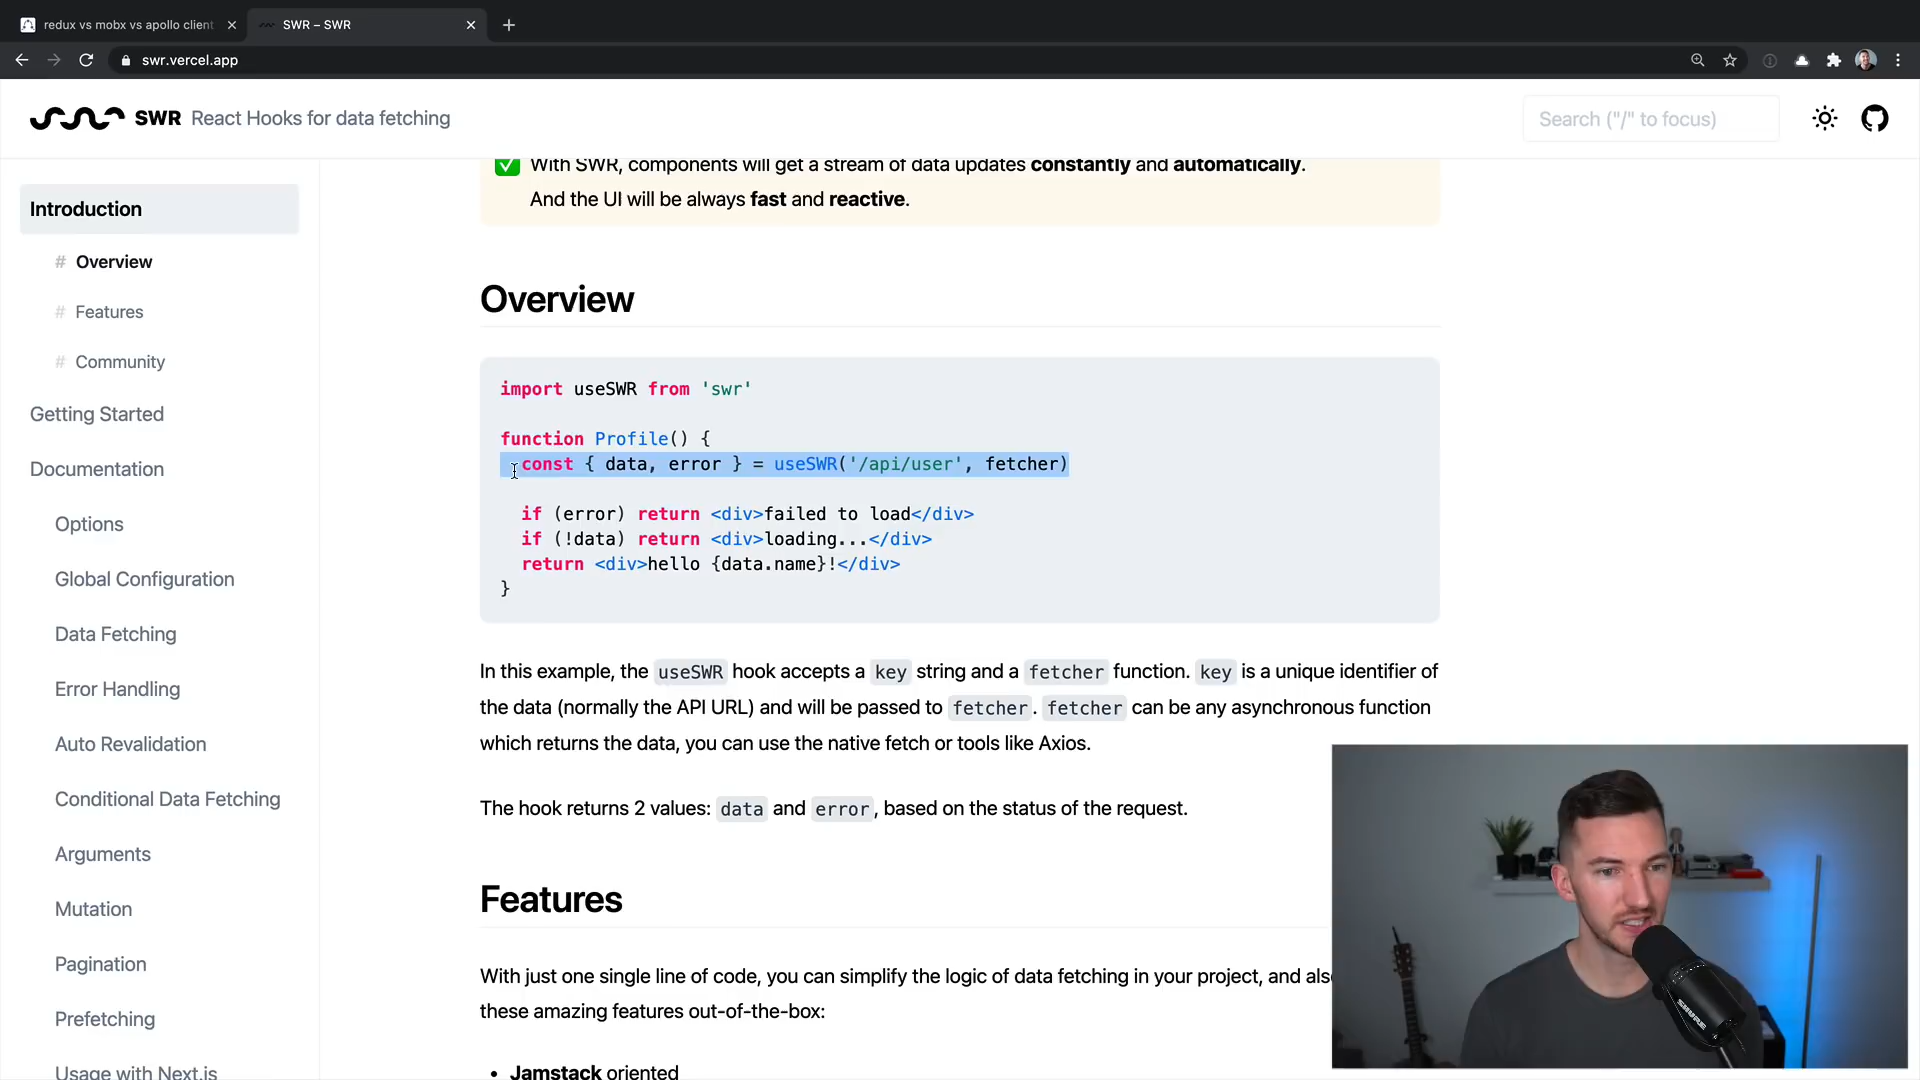 redux vs mobx vs apollo client
SWR – SWR
swr.vercel.app
SWR React Hooks for data fetching
Search ("/" to focus)
Introduction
# Overview
# Features
# Community
Getting Started
Documentation
Options
Global Configuration
Data Fetching
Error Handling
Auto Revalidation
Conditional Data Fetching
Arguments
Mutation
Pagination
Prefetching
Usage with Next.js
✅ With SWR, components will get a stream of data updates constantly and automatically.
And the UI will be always fast and reactive.
Overview
import useSWR from 'swr'
function Profile() {
const { data, error } = useSWR('/api/user', fetcher)
if (error) return <div>failed to load</div>
if (!data) return <div>loading...</div>
return <div>hello {data.name}!</div>
}
In this example, the useSWR hook accepts a key string and a fetcher function. key is a unique identifier of
the data (normally the API URL) and will be passed to fetcher. fetcher can be any asynchronous function
which returns the data, you can use the native fetch or tools like Axios.
The hook returns 2 values: data and error, based on the status of the request.
Features
With just one single line of code, you can simplify the logic of data fetching in your project, and also
these amazing features out-of-the-box:
• Jamstack oriented
SHURE